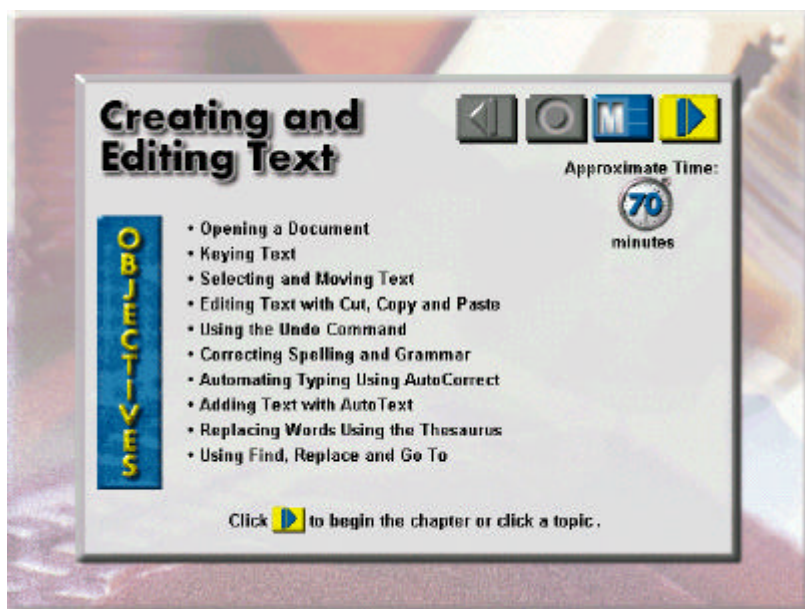 Creating and
Editing Text
M
Approximate Time:
70
minutes
OBJECTIVES
• Opening a Document
• Keying Text
• Selecting and Moving Text
• Editing Text with Cut, Copy and Paste
• Using the Undo Command
• Correcting Spelling and Grammar
• Automating Typing Using AutoCorrect
• Adding Text with AutoText
• Replacing Words Using the Thesaurus
• Using Find, Replace and Go To
Click to begin the chapter or click a topic.